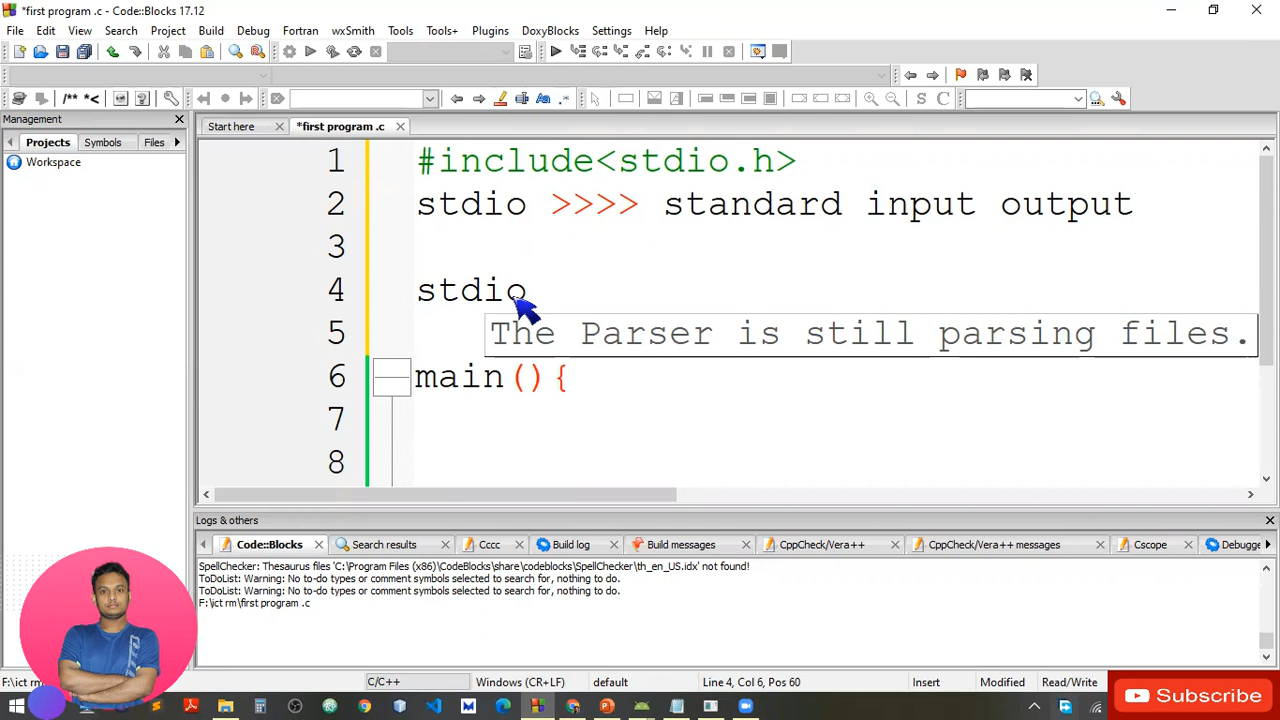 *first program .c - Code::Blocks 17.12
File Edit View Search Project Build Debug Fortran wxSmith Tools Tools+ Plugins DoxyBlocks Settings Help
/** *<
S C
Management
Projects Symbols Files
Workspace
Start here *first program .c
1 #include<stdio.h>
2 stdio >>>> standard input output
3
4 stdio
The Parser is still parsing files.
5
6 main(){
7
8
Logs & others
Code::Blocks Search results Cccc Build log Build messages CppCheck/Vera++ CppCheck/Vera++ messages Cscope Debugge
SpellChecker: Thesaurus files 'C:\Program Files (x86)\CodeBlocks\share\codeblocks\SpellChecker\th_en_US.idx' not found!
ToDoList: Warning: No to-do types or comment symbols selected to search for, nothing to do.
ToDoList: Warning: No to-do types or comment symbols selected to search for, nothing to do.
F:\ict rm\first program .c
F:\ict rm\first program .c C/C++ Windows (CR+LF) default Line 4, Col 6, Pos 60 Insert Modified Read/Write
Subscribe